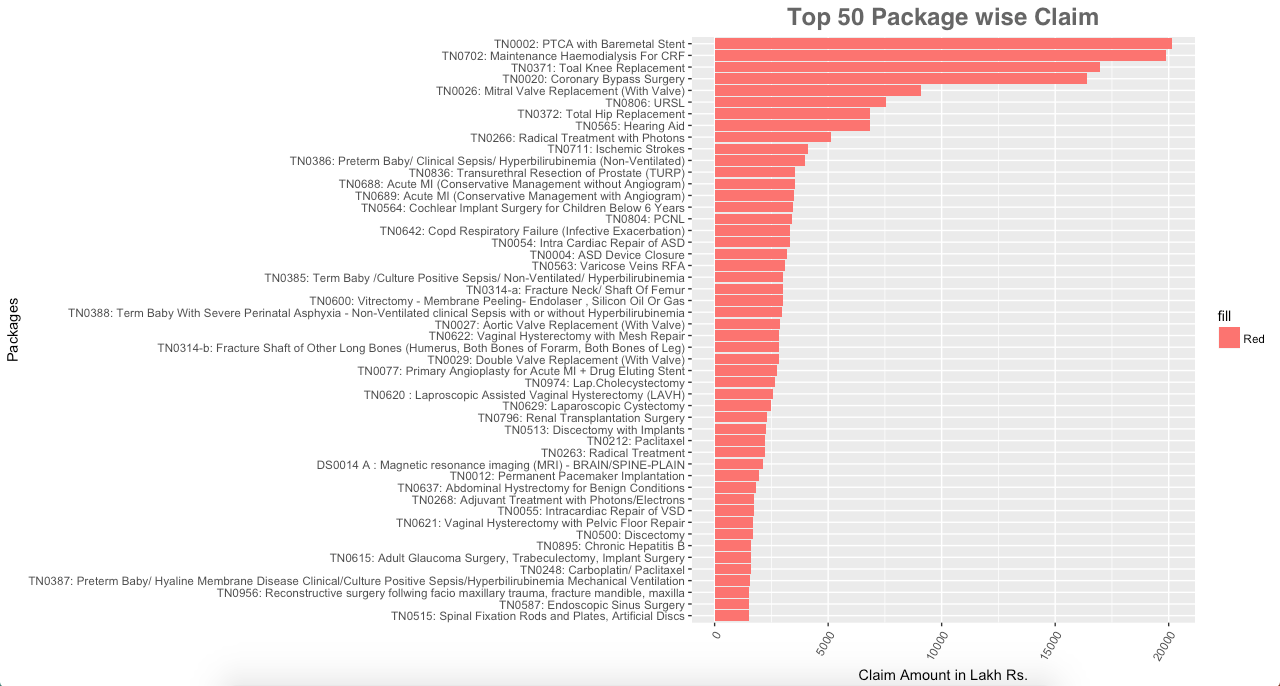 Top 50 Package wise Claim
TN0002: PTCA with Baremetal Stent
TN0702: Maintenance Haemodialysis For CRF
TN0371: Toal Knee Replacement
TN0020: Coronary Bypass Surgery
TN0026: Mitral Valve Replacement (With Valve)
TN0806: URSL
TN0372: Total Hip Replacement
TN0565: Hearing Aid
TN0266: Radical Treatment with Photons
TN0711: Ischemic Strokes
TN0386: Preterm Baby/ Clinical Sepsis/ Hyperbilirubinemia (Non-Ventilated)
TN0836: Transurethral Resection of Prostate (TURP)
TN0688: Acute MI (Conservative Management without Angiogram)
TN0689: Acute MI (Conservative Management with Angiogram)
TN0564: Cochlear Implant Surgery for Children Below 6 Years
TN0804: PCNL
TN0642: Copd Respiratory Failure (Infective Exacerbation)
TN0054: Intra Cardiac Repair of ASD
TN0004: ASD Device Closure
TN0563: Varicose Veins RFA
TN0385: Term Baby /Culture Positive Sepsis/ Non-Ventilated/ Hyperbilirubinemia
TN0314-a: Fracture Neck/ Shaft Of Femur
TN0600: Vitrectomy - Membrane Peeling- Endolaser , Silicon Oil Or Gas
TN0388: Term Baby With Severe Perinatal Asphyxia - Non-Ventilated clinical Sepsis with or without Hyperbilirubinemia
TN0027: Aortic Valve Replacement (With Valve)
TN0622: Vaginal Hysterectomy with Mesh Repair
TN0314-b: Fracture Shaft of Other Long Bones (Humerus, Both Bones of Forarm, Both Bones of Leg)
TN0029: Double Valve Replacement (With Valve)
TN0077: Primary Angioplasty for Acute MI + Drug Eluting Stent
TN0974: Lap.Cholecystectomy
TN0620 : Laproscopic Assisted Vaginal Hysterectomy (LAVH)
TN0629: Laparoscopic Cystectomy
TN0796: Renal Transplantation Surgery
TN0513: Discectomy with Implants
TN0212: Paclitaxel
TN0263: Radical Treatment
DS0014 A : Magnetic resonance imaging (MRI) - BRAIN/SPINE-PLAIN
TN0012: Permanent Pacemaker Implantation
TN0637: Abdominal Hystrectomy for Benign Conditions
TN0268: Adjuvant Treatment with Photons/Electrons
TN0055: Intracardiac Repair of VSD
TN0621: Vaginal Hysterectomy with Pelvic Floor Repair
TN0500: Discectomy
TN0895: Chronic Hepatitis B
TN0615: Adult Glaucoma Surgery, Trabeculectomy, Implant Surgery
TN0248: Carboplatin/ Paclitaxel
TN0387: Preterm Baby/ Hyaline Membrane Disease Clinical/Culture Positive Sepsis/Hyperbilirubinemia Mechanical Ventilation
TN0956: Reconstructive surgery follwing facio maxillary trauma, fracture mandible, maxilla
TN0587: Endoscopic Sinus Surgery
TN0515: Spinal Fixation Rods and Plates, Artificial Discs
Packages
0
5000
10000
15000
20000
Claim Amount in Lakh Rs.
fill
Red